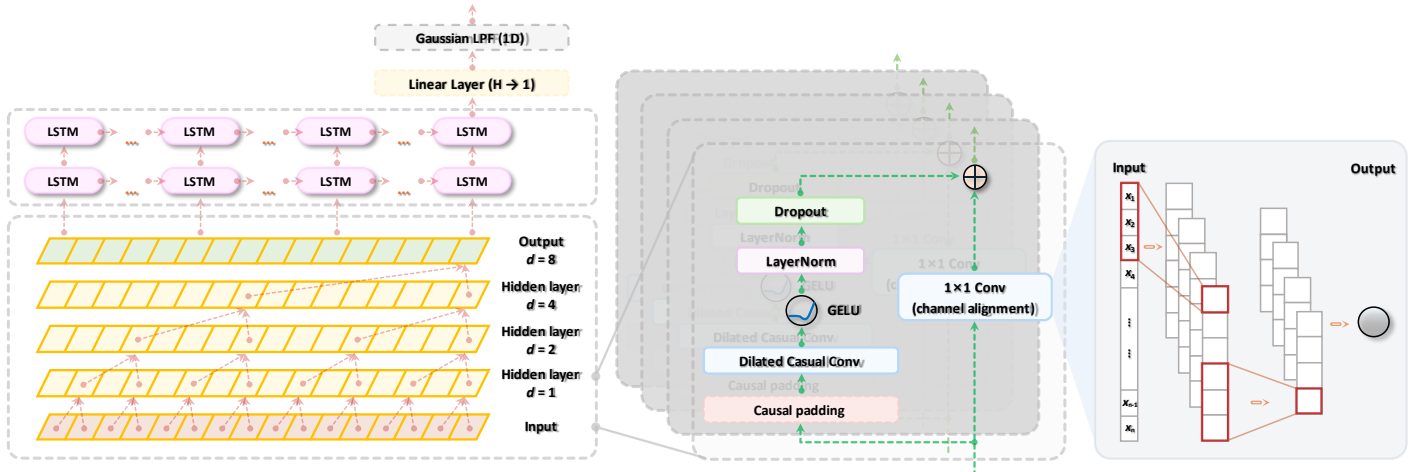 Gaussian LPF (1D)
Linear Layer (H → 1)
LSTM LSTM LSTM LSTM
... ... ...
LSTM LSTM LSTM LSTM
... ... ...
Output
d = 8
Hidden layer
d = 4
Hidden layer
d = 2
Hidden layer
d = 1
Input
Dropout
Dropout
LayerNorm
LayerNorm
GELU
GELU
1×1 Conv
1×1 Conv
(channel alignment)
Dilated Casual Conv
Dilated Casual Conv
Causal padding
Causal padding
Input
Output
x₁
x₂
x₃
x₄
...
...
xₙ₋₁
xₙ